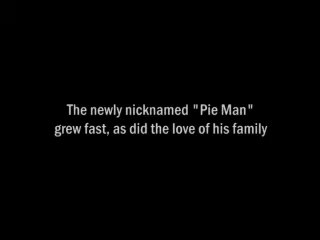 The newly nicknamed "Pie Man"
grew fast, as did the love of his family